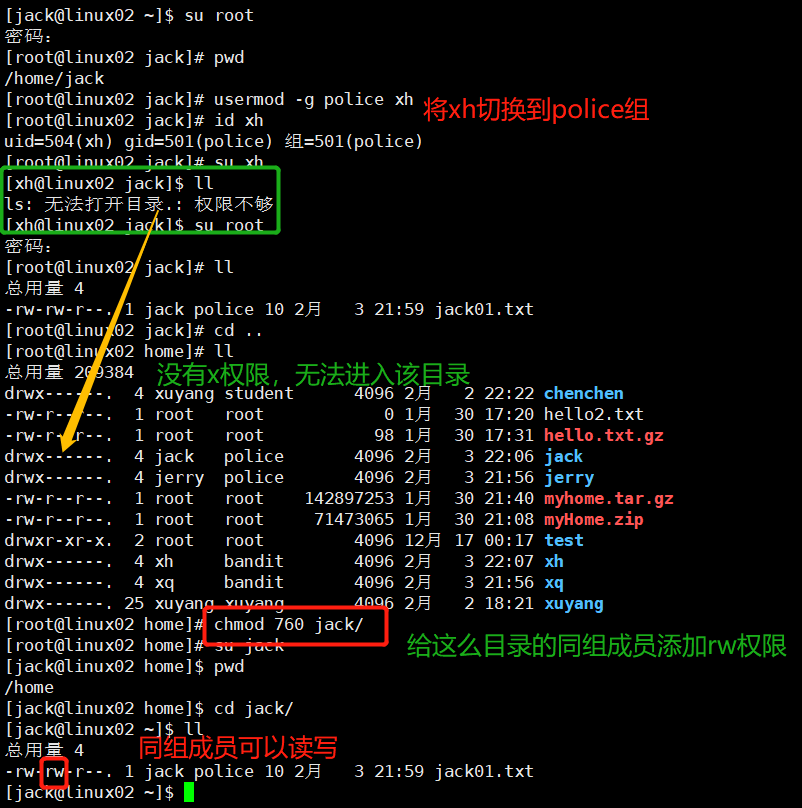 [jack@linux02 ~]$ su root
密码：
[root@linux02 jack]# pwd
/home/jack
[root@linux02 jack]# usermod -g police xh
将xh切换到police组
[root@linux02 jack]# id xh
uid=504(xh) gid=501(police) 组=501(police)
[root@linux02 jack]# su xh
[xh@linux02 jack]$ ll
ls: 无法打开目录.: 权限不够
[xh@linux02 jack]$ su root
密码：
[root@linux02 jack]# ll
总用量 4
-rw-rw-r--. 1 jack police 10 2月   3 21:59 jack01.txt
[root@linux02 jack]# cd ..
[root@linux02 home]# ll
总用量 209384
没有x权限，无法进入该目录
drwx------.  4 xuyang student      4096 2月   2 22:22 chenchen
-rw-r--r--.  1 root   root            0 1月  30 17:20 hello2.txt
-rw-r--r--.  1 root   root           98 1月  30 17:31 hello.txt.gz
drwx------.  4 jack   police       4096 2月   3 22:06 jack
drwx------.  4 jerry  police       4096 2月   3 21:56 jerry
-rw-r--r--.  1 root   root    142897253 1月  30 21:40 myhome.tar.gz
-rw-r--r--.  1 root   root     71473065 1月  30 21:08 myHome.zip
drwxr-xr-x.  2 root   root         4096 12月 17 00:17 test
drwx------.  4 xh     bandit       4096 2月   3 22:07 xh
drwx------.  4 xq     bandit       4096 2月   3 21:56 xq
drwx------. 25 xuyang xuyang       4096 2月   2 18:21 xuyang
[root@linux02 home]# chmod 760 jack/
[root@linux02 home]# su jack
给这么目录的同组成员添加rw权限
[jack@linux02 home]$ pwd
/home
[jack@linux02 home]$ cd jack/
[jack@linux02 ~]$ ll
总用量 4
同组成员可以读写
-rw-rw-r--. 1 jack police 10 2月   3 21:59 jack01.txt
[jack@linux02 ~]$